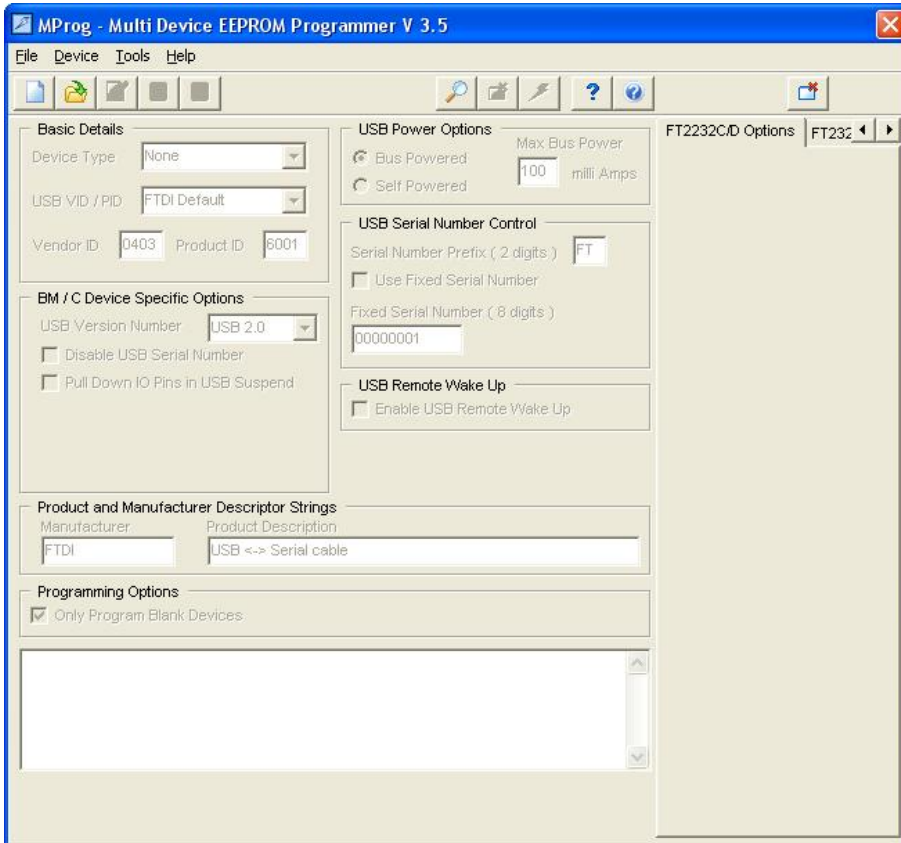 MProg - Multi Device EEPROM Programmer V 3.5
File Device Tools Help
Basic Details
Device Type None
USB VID / PID FTDI Default
Vendor ID 0403 Product ID 6001
BM / C Device Specific Options
USB Version Number USB 2.0
Disable USB Serial Number
Pull Down IO Pins in USB Suspend
USB Power Options
Max Bus Power
Bus Powered
100 milli Amps
Self Powered
USB Serial Number Control
Serial Number Prefix ( 2 digits ) FT
Use Fixed Serial Number
Fixed Serial Number ( 8 digits )
00000001
USB Remote Wake Up
Enable USB Remote Wake Up
FT2232C/D Options FT232
Product and Manufacturer Descriptor Strings
Manufacturer Product Description
FTDI USB <-> Serial cable
Programming Options
Only Program Blank Devices